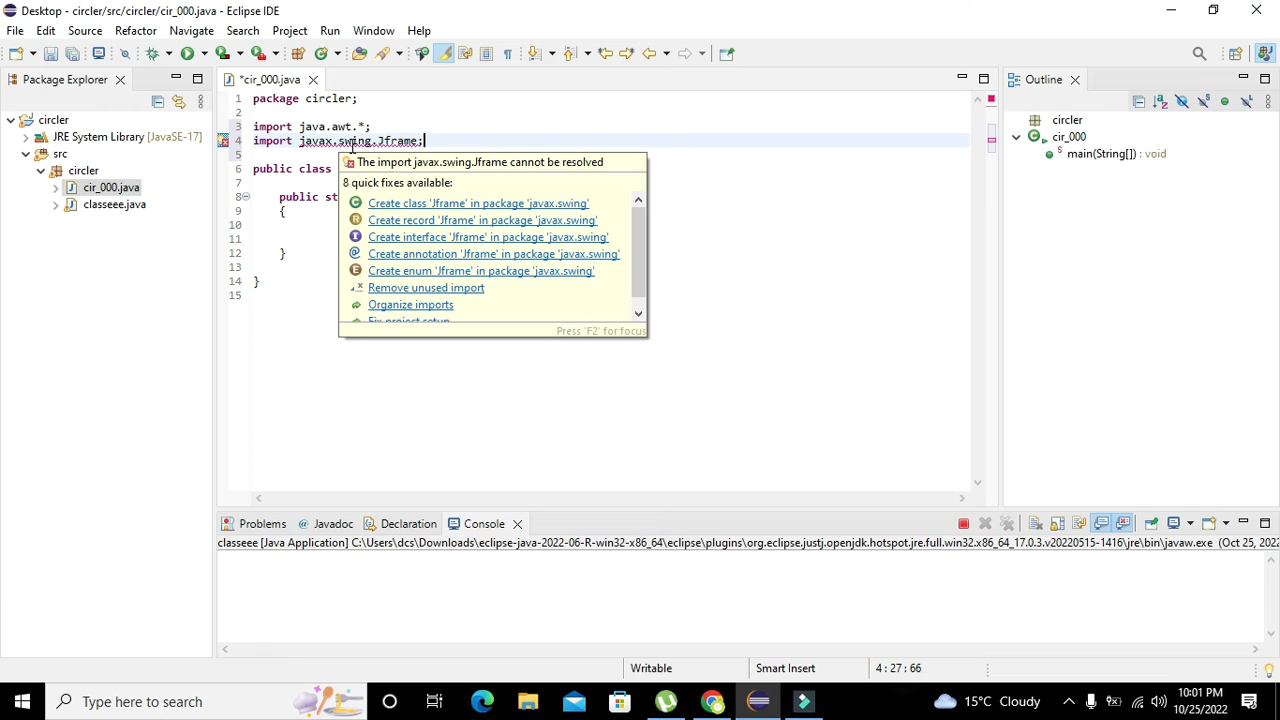 Desktop - circler/src/circler/cir_000.java - Eclipse IDE
File Edit Source Refactor Navigate Search Project Run Window Help
Package Explorer
*cir_000.java
Outline
circler
JRE System Library [JavaSE-17]
src
circler
cir_000.java
classeee.java
1 package circler;
2
3 import java.awt.*;
4 import javax.swing.Jframe;
5
6 public class
7
8 public st
9 {
10
11
12 }
13
14 }
15
The import javax.swing.Jframe cannot be resolved
8 quick fixes available:
Create class 'Jframe' in package 'javax.swing'
Create record 'Jframe' in package 'javax.swing'
Create interface 'Jframe' in package 'javax.swing'
Create annotation 'Jframe' in package 'javax.swing'
Create enum 'Jframe' in package 'javax.swing'
Remove unused import
Organize imports
Fix project setup...
Press 'F2' for focus
circler
cir_000
main(String[]) : void
Problems @ Javadoc Declaration Console
classeee [Java Application] C:\Users\dcs\Downloads\eclipse-java-2022-06-R-win32-x86_64\eclipse\plugins\org.eclipse.justj.openjdk.hotspot.jre.full.win32.x86_64_17.0.3.v20220515-1416\jre\bin\javaw.exe (Oct 25, 2022
Writable Smart Insert 4 : 27 : 66
Type here to search
15°C Cloudy
10:01 PM
10/25/2022